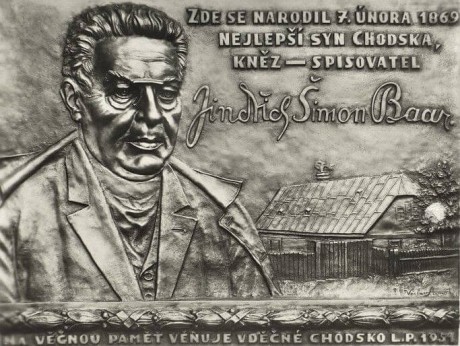 ZDE SE NARODIL 7. ÚNORA 1869
NEJLEPŠÍ SYN CHODSKA,
KNĚZ — SPISOVATEL
Jindřich Šimon Baar.
NA VĚČNOU PAMĚŤ VĚNUJE VDĚČNÉ CHODSKO L.P.